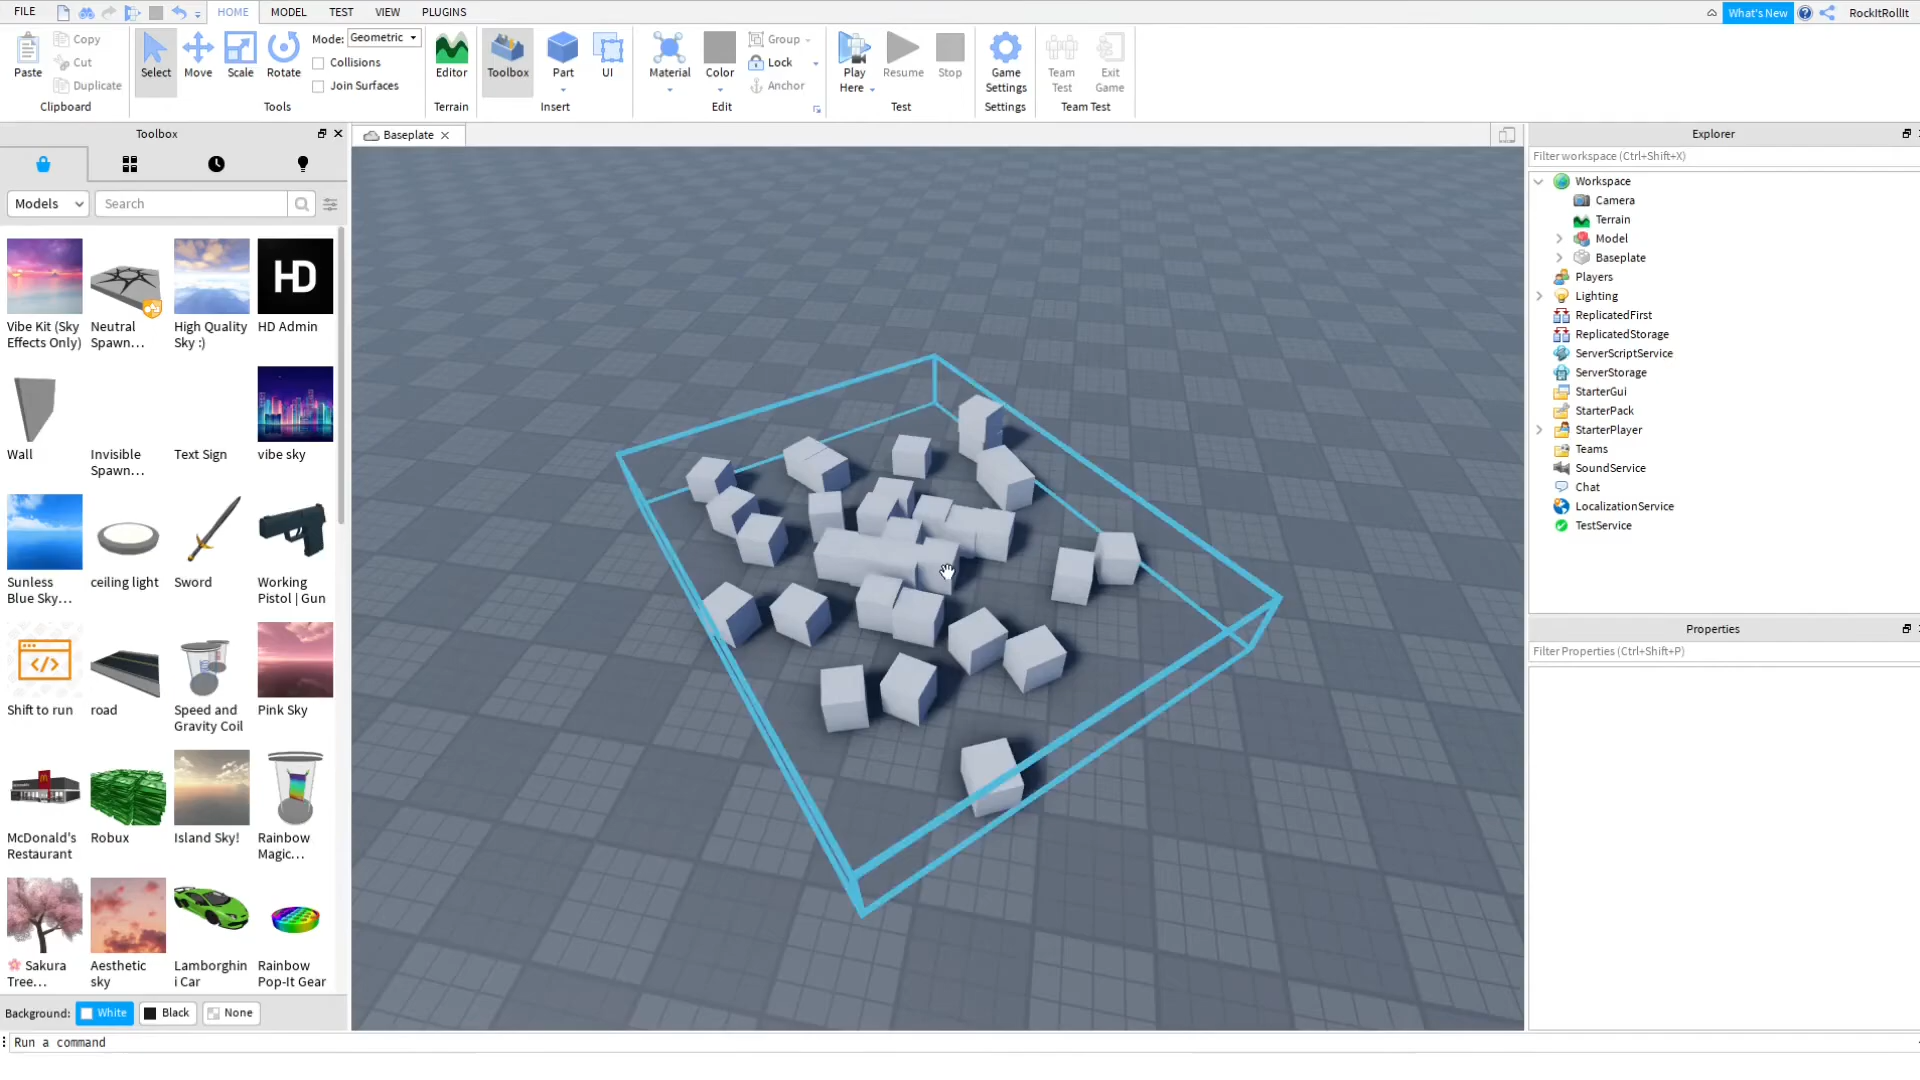 FILE
HOME
MODEL
TEST
VIEW
PLUGINS
What's New
RockItRollIt
Paste
Copy
Cut
Duplicate
Clipboard
Select
Move
Scale
Rotate
Mode: Geometric
Collisions
Join Surfaces
Tools
Editor
Terrain
Toolbox
Part
UI
Insert
Material
Color
Group
Lock
Anchor
Edit
Play Here
Resume
Stop
Test
Game Settings
Settings
Team Test
Exit Game
Team Test
Toolbox
Models
Search
Vibe Kit (Sky Effects Only)
Neutral Spawn...
High Quality Sky :)
HD
HD Admin
Wall
Invisible Spawn...
Text Sign
vibe sky
Sunless Blue Sky...
ceiling light
Sword
Working Pistol | Gun
Shift to run
road
Speed and Gravity Coil
Pink Sky
McDonald's Restaurant
Robux
Island Sky!
Rainbow Magic...
🌸 Sakura Tree...
Aesthetic sky
Lamborghini Car
Rainbow Pop-It Gear
Background:
White
Black
None
Run a command
Baseplate
Explorer
Filter workspace (Ctrl+Shift+X)
Workspace
Camera
Terrain
Model
Baseplate
Players
Lighting
ReplicatedFirst
ReplicatedStorage
ServerScriptService
ServerStorage
StarterGui
StarterPack
StarterPlayer
Teams
SoundService
Chat
LocalizationService
TestService
Properties
Filter Properties (Ctrl+Shift+P)